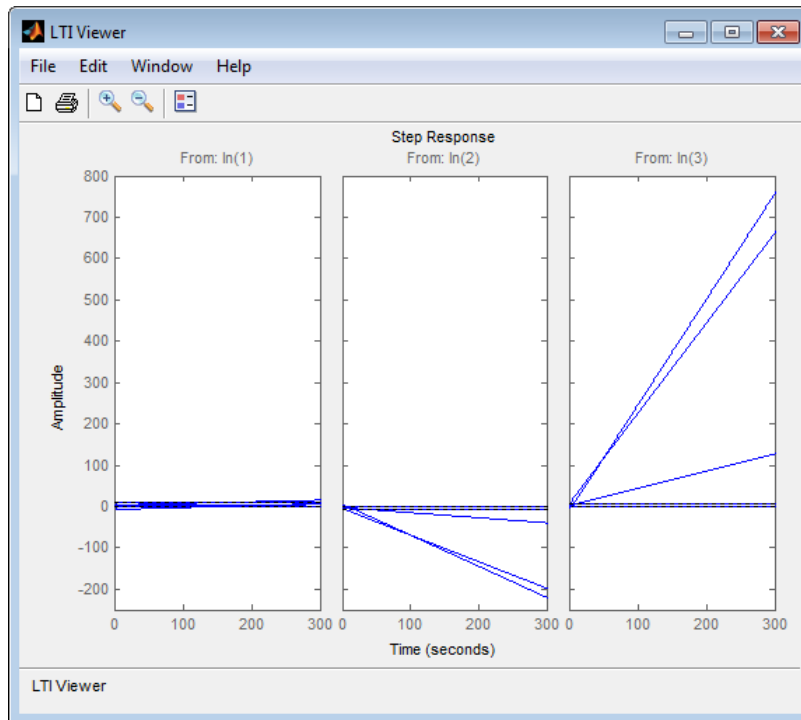 LTI Viewer
File Edit Window Help
Step Response
From: In(1) From: In(2) From: In(3)
800
700
600
500
400
300
200
100
0
-100
-200
Amplitude
0 100 200 300 0 100 200 300 0 100 200 300
Time (seconds)
LTI Viewer